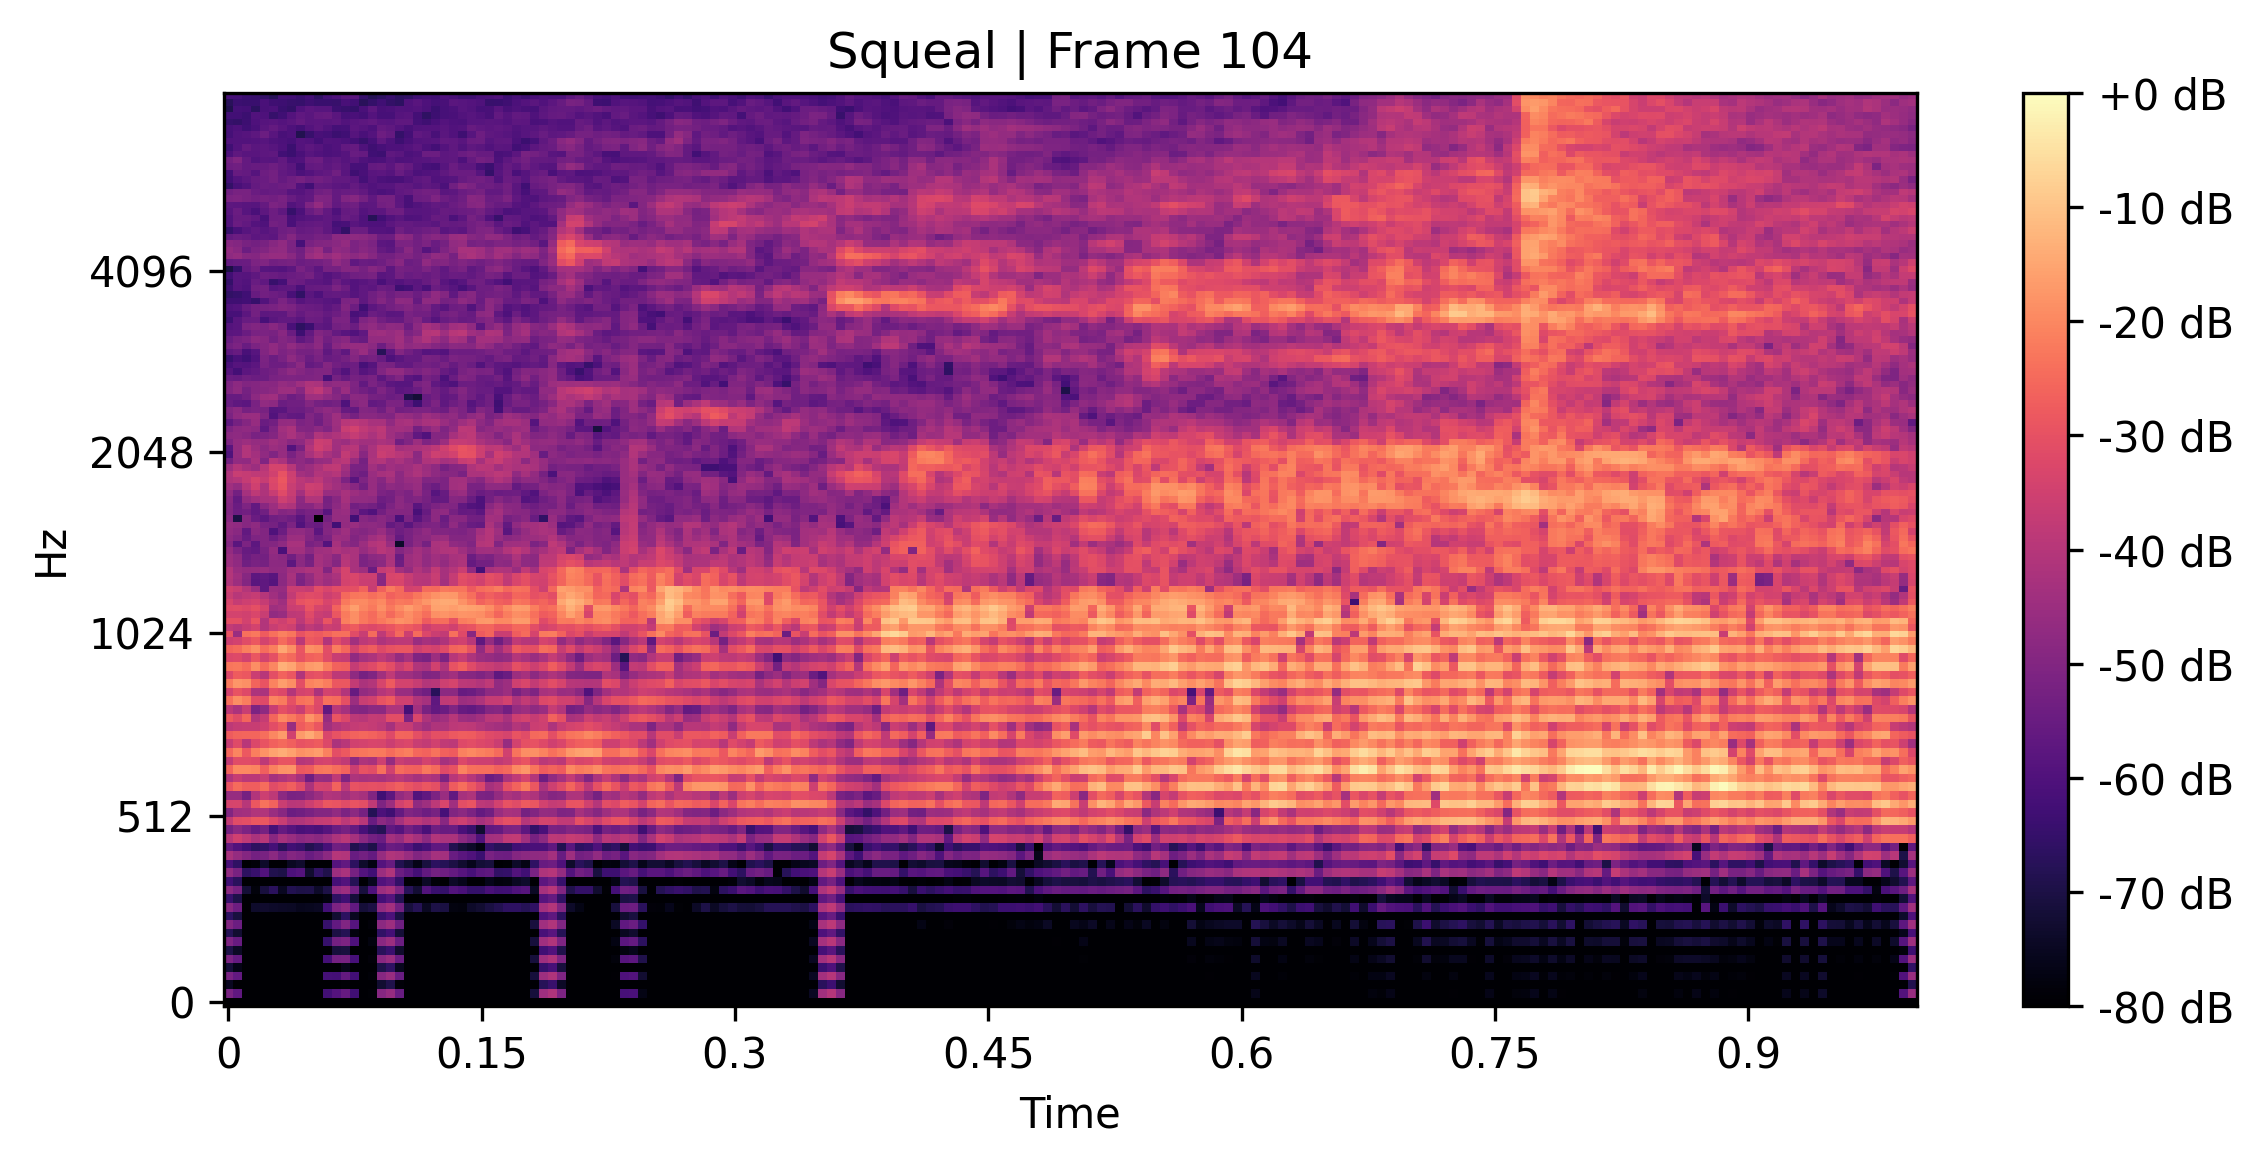 Squeal | Frame 104
+0 dB
-10 dB
-20 dB
-30 dB
-40 dB
-50 dB
-60 dB
-70 dB
-80 dB
4096
2048
1024
512
0
Hz
0 0.15 0.3 0.45 0.6 0.75 0.9
Time